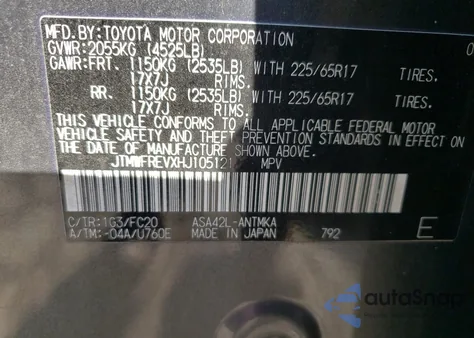 MFD.BY:TOYOTA MOTOR CORPORATION 0
GVWR:2055KG (4525LB)
GAWR:FRT. 1150KG (2535LB) WITH 225/65R17 TIRES.
17X7J RIMS.
RR. 1150KG (2535LB) WITH 225/65R17 TIRES.
17X7J RIMS.
THIS VEHICLE CONFORMS TO ALL APPLICABLE FEDERAL MOTOR
VEHICLE SAFETY AND THEFT PREVENTION STANDARDS IN EFFECT ON
THE DATE OF MANUFACTURE SHOWN ABOVE.
MPV
C/TR:1G3/FC20 ASA42L-ANTMKA
A/TM:-04A/U760E MADE IN JAPAN 792 E
autoSnap